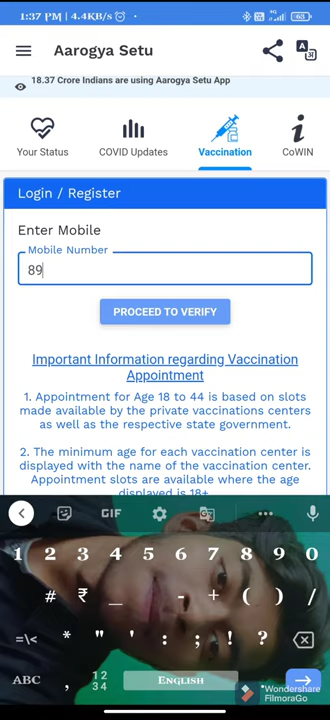 1:37 PM | 4.4KB/s
63
Aarogya Setu
A
अ
18.37 Crore Indians are using Aarogya Setu App
Your Status
COVID Updates
Vaccination
CoWIN
Login / Register
Enter Mobile
Mobile Number
89
PROCEED TO VERIFY
Important Information regarding Vaccination
Appointment
1. Appointment for Age 18 to 44 is based on slots
made available by the private vaccinations centers
as well as the respective state government.
2. The minimum age for each vaccination center is
displayed with the name of the vaccination center.
Appointment slots are available where the age
displayed is 18+
GIF
1 2 3 4 5 6 7 8 9 0
# ₹ _ - + ( ) /
=\< * " ' : ; ! ?
ABC , 1 2 3 4 ENGLISH
Wondershare
FilmoraGo